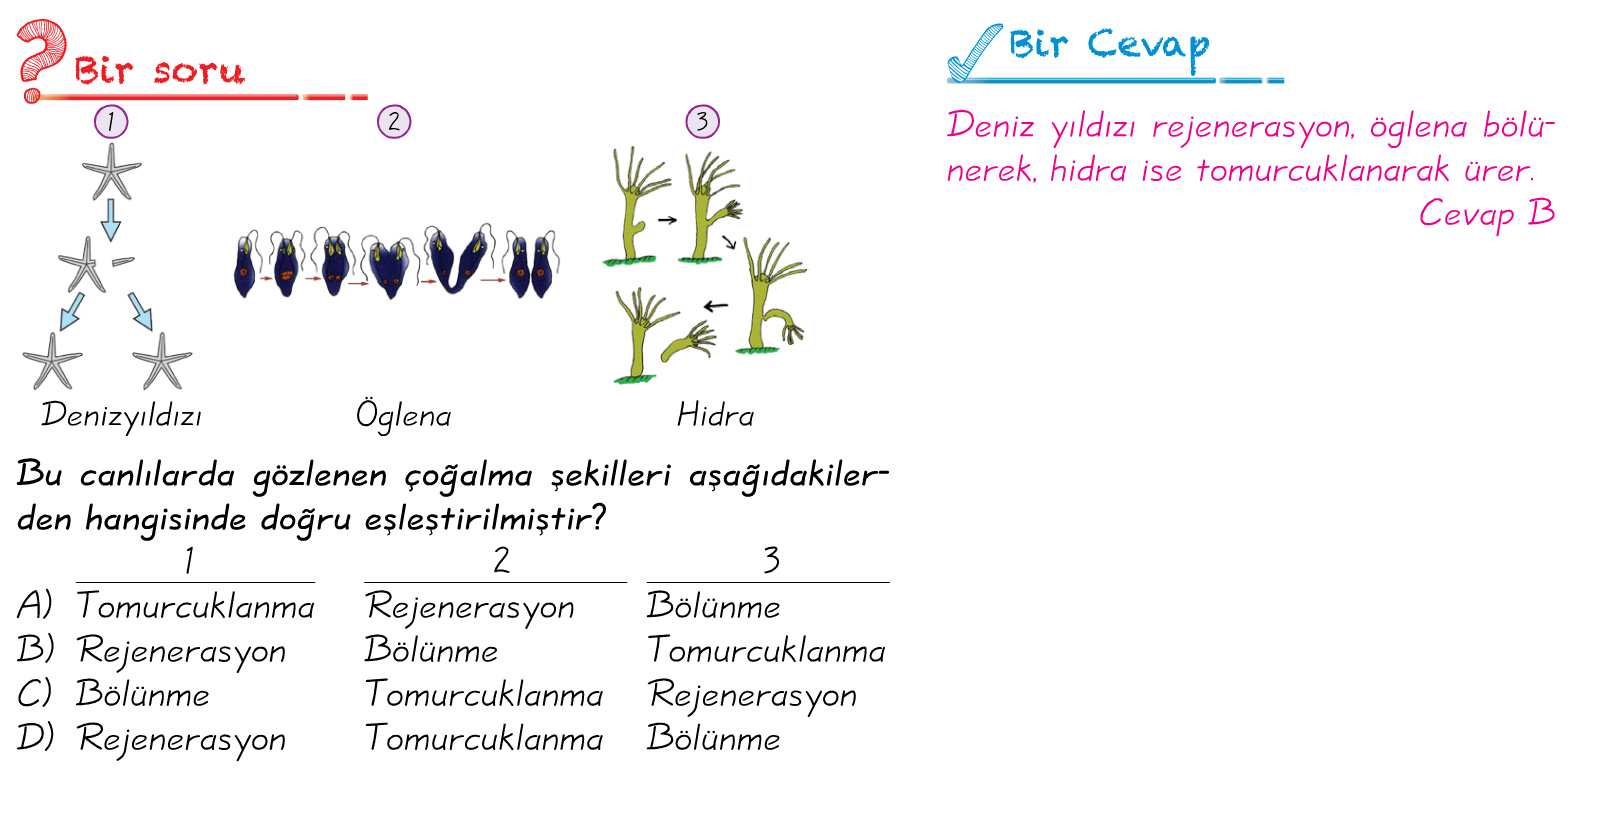 Bir soru
1 2 3
Denizyıldızı Öglena Hidra
Bu canlılarda gözlenen çoğalma şekilleri aşağıdakiler-
den hangisinde doğru eşleştirilmiştir?
1 2 3
A) Tomurcuklanma Rejenerasyon Bölünme
B) Rejenerasyon Bölünme Tomurcuklanma
C) Bölünme Tomurcuklanma Rejenerasyon
D) Rejenerasyon Tomurcuklanma Bölünme
Bir Cevap
Deniz yıldızı rejenerasyon, öglena bölü-
nerek, hidra ise tomurcuklanarak ürer.
Cevap B